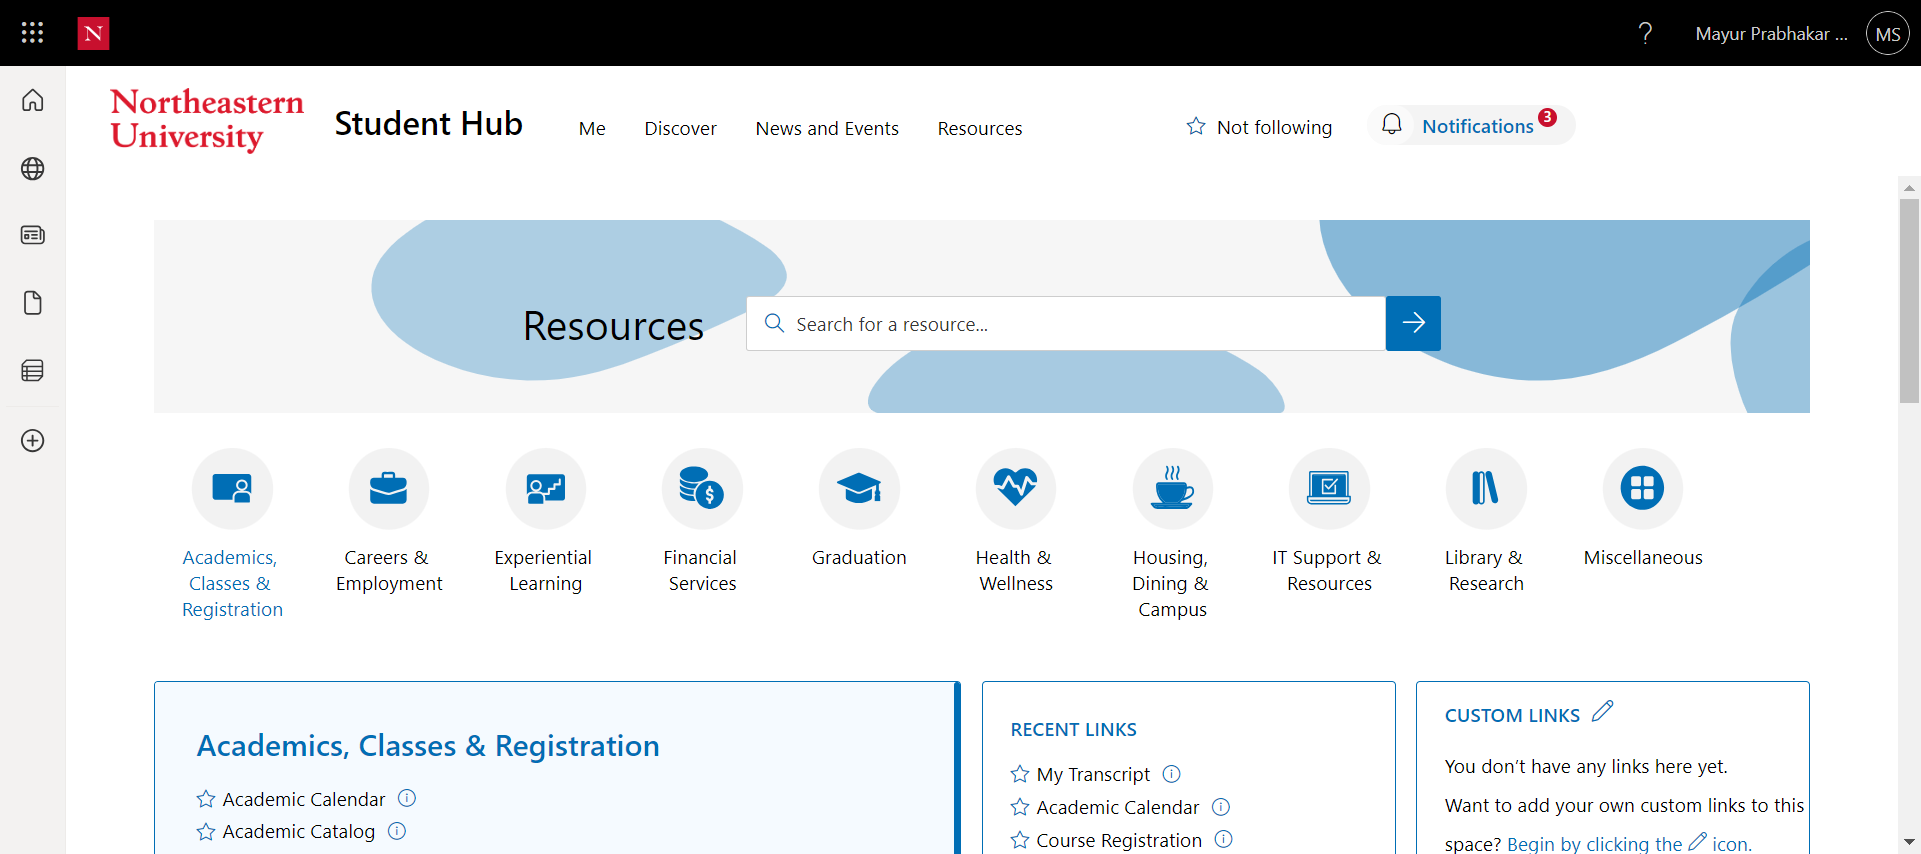 N
?
Mayur Prabhakar ...
MS
Northeastern
University
Student Hub
Me
Discover
News and Events
Resources
Not following
Notifications
3
Resources
Search for a resource...
Academics,
Classes &
Registration
Careers &
Employment
Experiential
Learning
Financial
Services
Graduation
Health &
Wellness
Housing,
Dining &
Campus
IT Support &
Resources
Library &
Research
Miscellaneous
Academics, Classes & Registration
Academic Calendar
Academic Catalog
RECENT LINKS
My Transcript
Academic Calendar
Course Registration
CUSTOM LINKS
You don’t have any links here yet.
Want to add your own custom links to this
space? Begin by clicking the icon.